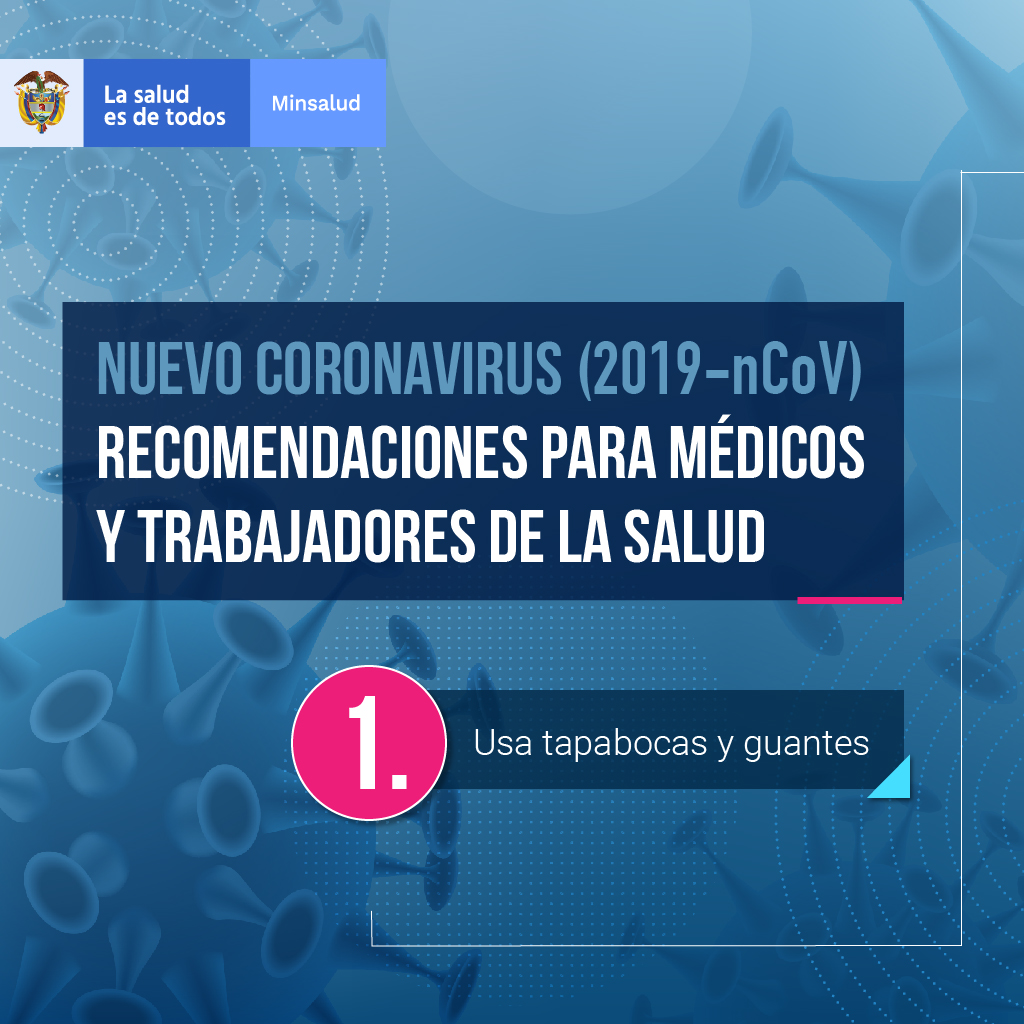 La salud
es de todos
Minsalud
NUEVO CORONAVIRUS (2019-nCoV)
RECOMENDACIONES PARA MÉDICOS
Y TRABAJADORES DE LA SALUD
1. Usa tapabocas y guantes